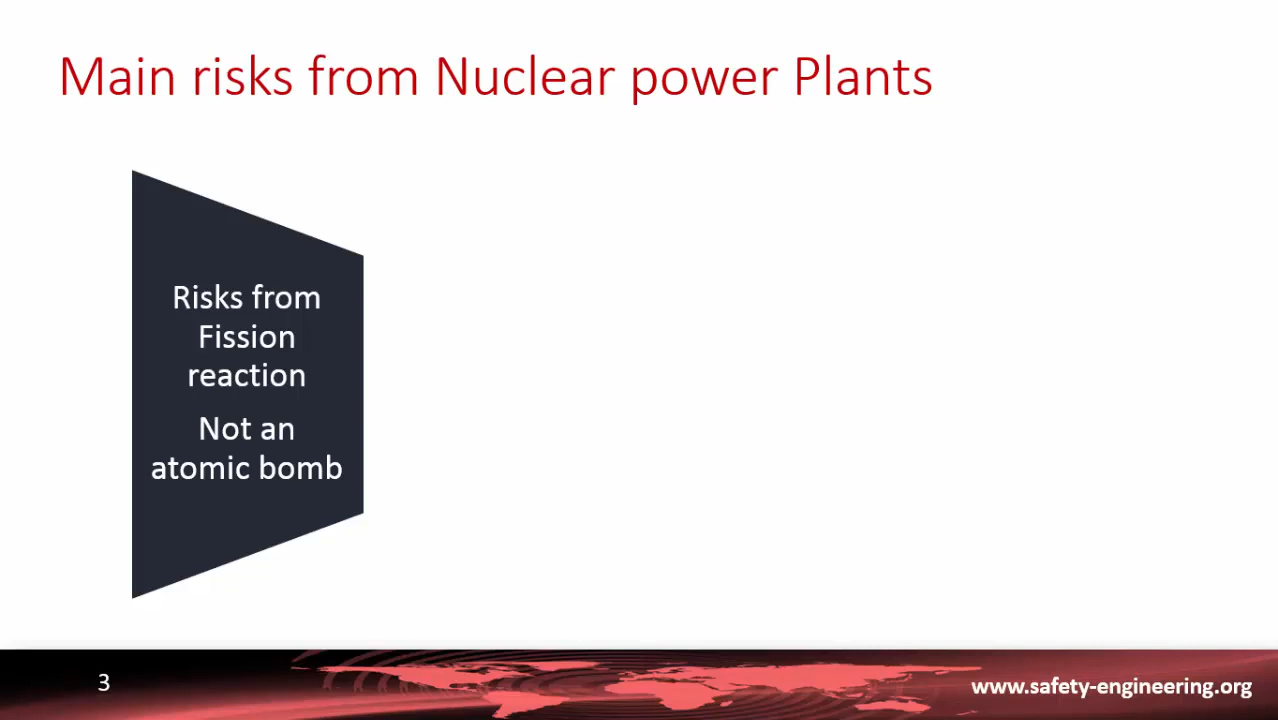 Main risks from Nuclear power Plants
Risks from
Fission
reaction
Not an
atomic bomb
3
www.safety-engineering.org